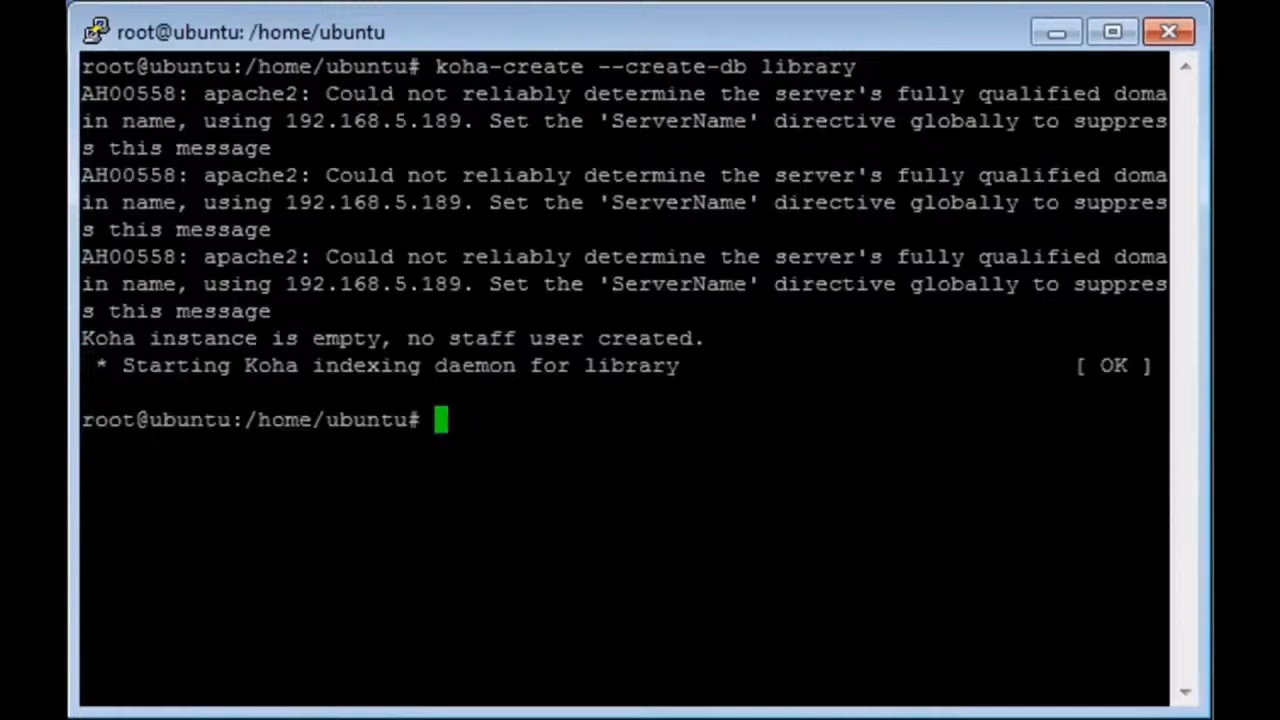 root@ubuntu: /home/ubuntu
root@ubuntu:/home/ubuntu# koha-create --create-db library
AH00558: apache2: Could not reliably determine the server's fully qualified doma
in name, using 192.168.5.189. Set the 'ServerName' directive globally to suppres
s this message
AH00558: apache2: Could not reliably determine the server's fully qualified doma
in name, using 192.168.5.189. Set the 'ServerName' directive globally to suppres
s this message
AH00558: apache2: Could not reliably determine the server's fully qualified doma
in name, using 192.168.5.189. Set the 'ServerName' directive globally to suppres
s this message
Koha instance is empty, no staff user created.
 * Starting Koha indexing daemon for library [ OK ]
root@ubuntu:/home/ubuntu#